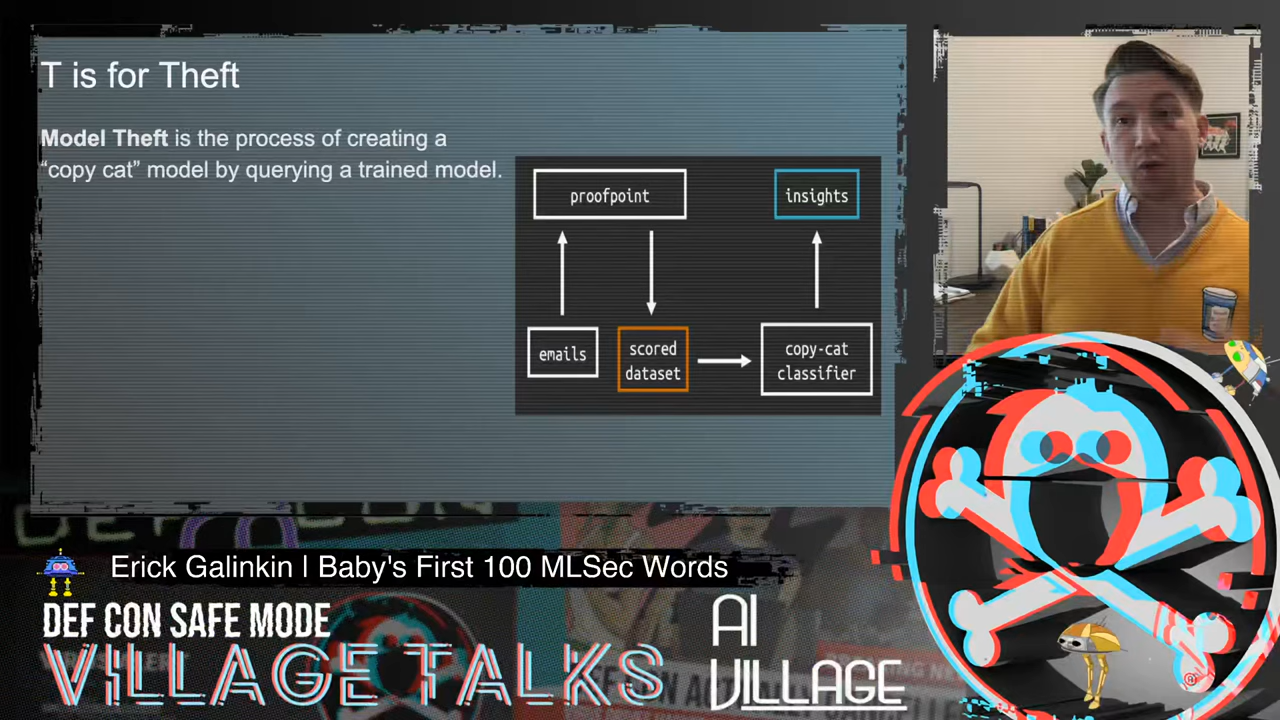 T is for Theft
Model Theft is the process of creating a
“copy cat” model by querying a trained model.
proofpoint
insights
emails
scored
dataset
copy-cat
classifier
Erick Galinkin | Baby's First 100 MLSec Words
DEF CON SAFE MODE
VILLAGE TALKS
AI
VILLAGE
DEF CON